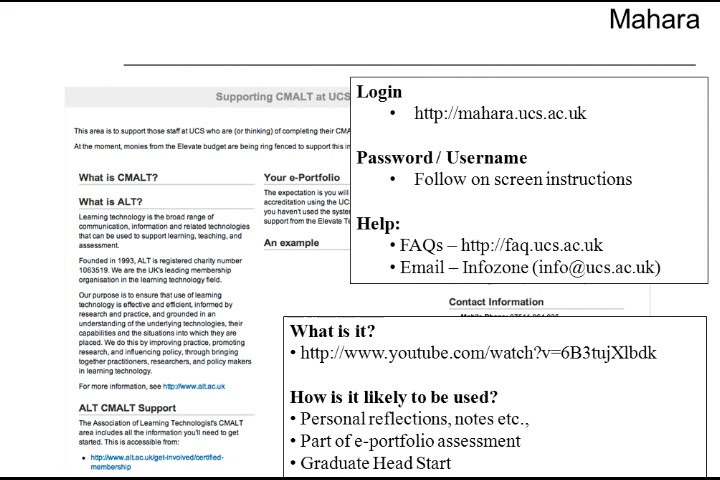 Mahara
Supporting CMALT at UCS
This area is to support those staff at UCS who are (or thinking) of completing their CMA
At the moment, monies from the Elevate budget are being ring fenced to support this in
What is CMALT?
What is ALT?
Learning technology is the broad range of
communication, information and related technologies
that can be used to support learning, teaching, and
assessment.
Founded in 1993, ALT is registered charity number
1063519. We are the UK's leading membership
organisation in the learning technology field.
Our purpose is to ensure that use of learning
technology is effective and efficient, informed by
research and practice, and grounded in an
understanding of the underlying technologies, their
capabilities and the situations into which they are
placed. We do this by improving practice, promoting
research, and influencing policy, through bringing
together practitioners, researchers, and policy makers
in learning technology.
For more information, see http://www.alt.ac.uk
ALT CMALT Support
The Association of Learning Technologist's CMALT
area includes all the information you'll need to get
started. This is accessible from:
• http://www.alt.ac.uk/get-involved/certified-
membership
Your e-Portfolio
The expectation is you will
accreditation using the UC
you haven't used the syste
support from the Elevate Te
An example
Login
• http://mahara.ucs.ac.uk
Password / Username
• Follow on screen instructions
Help:
• FAQs – http://faq.ucs.ac.uk
• Email – Infozone (info@ucs.ac.uk)
Contact Information
What is it?
• http://www.youtube.com/watch?v=6B3tujXlbdk
How is it likely to be used?
• Personal reflections, notes etc.,
• Part of e-portfolio assessment
• Graduate Head Start